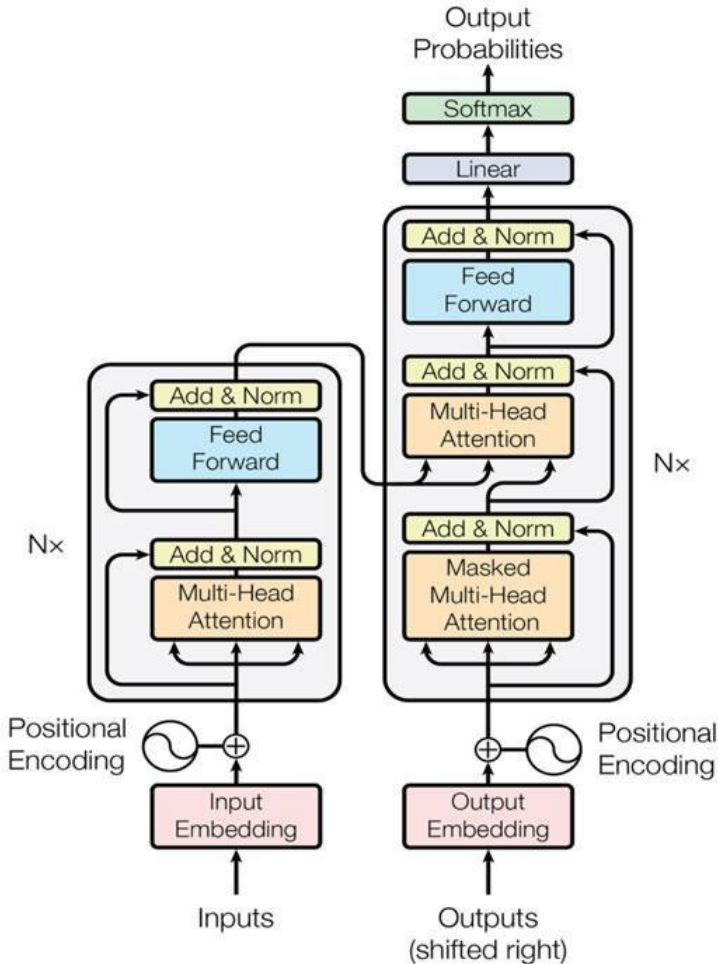 Output
Probabilities
Softmax
Linear
Add & Norm
Feed
Forward
Add & Norm
Multi-Head
Attention
Add & Norm
Masked
Multi-Head
Attention
Nx
Add & Norm
Feed
Forward
Add & Norm
Multi-Head
Attention
Nx
Positional
Encoding
Positional
Encoding
Input
Embedding
Output
Embedding
Inputs
Outputs
(shifted right)